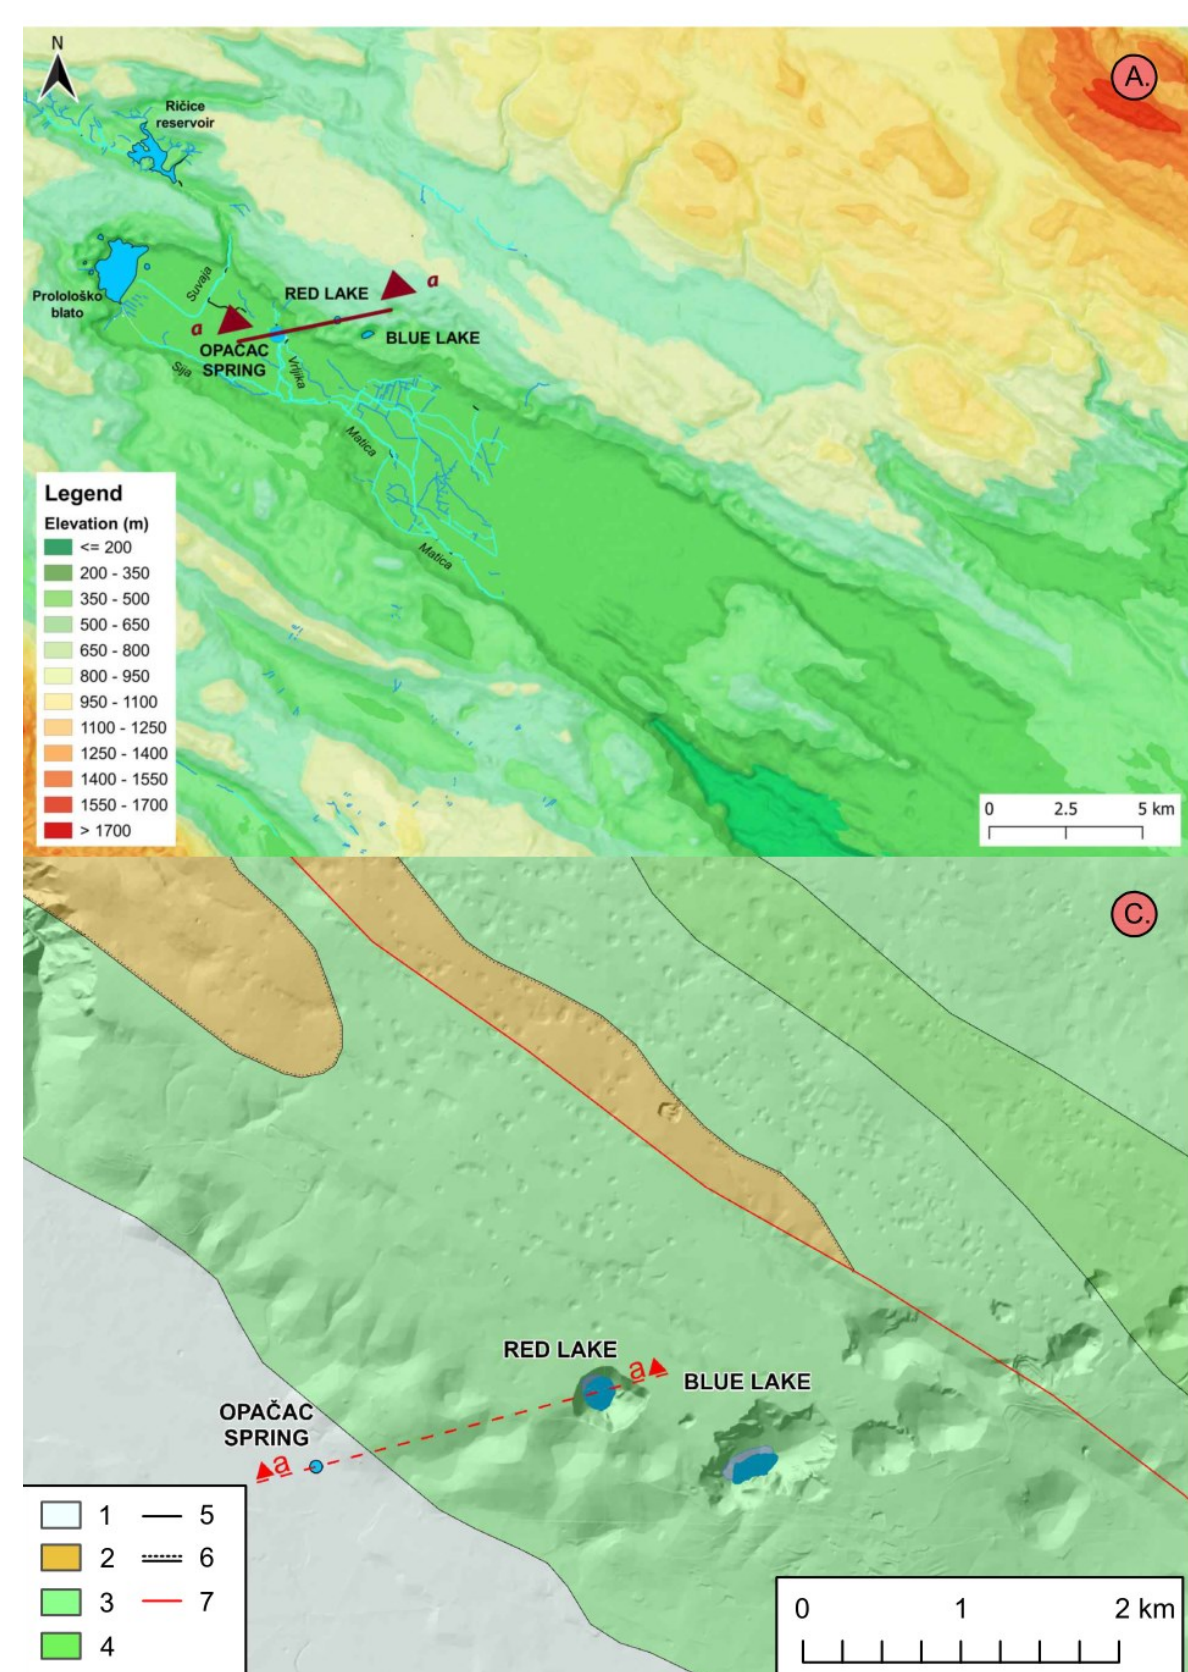 N
A.
Ričice
reservoir
Prološko
blato
Suvaja
RED LAKE
a
a
BLUE LAKE
OPAČAC
SPRING
Sija
Vrljika
Matica
Matica
Legend
Elevation (m)
<= 200
200 - 350
350 - 500
500 - 650
650 - 800
800 - 950
950 - 1100
1100 - 1250
1250 - 1400
1400 - 1550
1550 - 1700
> 1700
0 2.5 5 km
C.
RED LAKE
a
BLUE LAKE
OPAČAC
SPRING
a
1 5
2 6
3 7
4
0 1 2 km